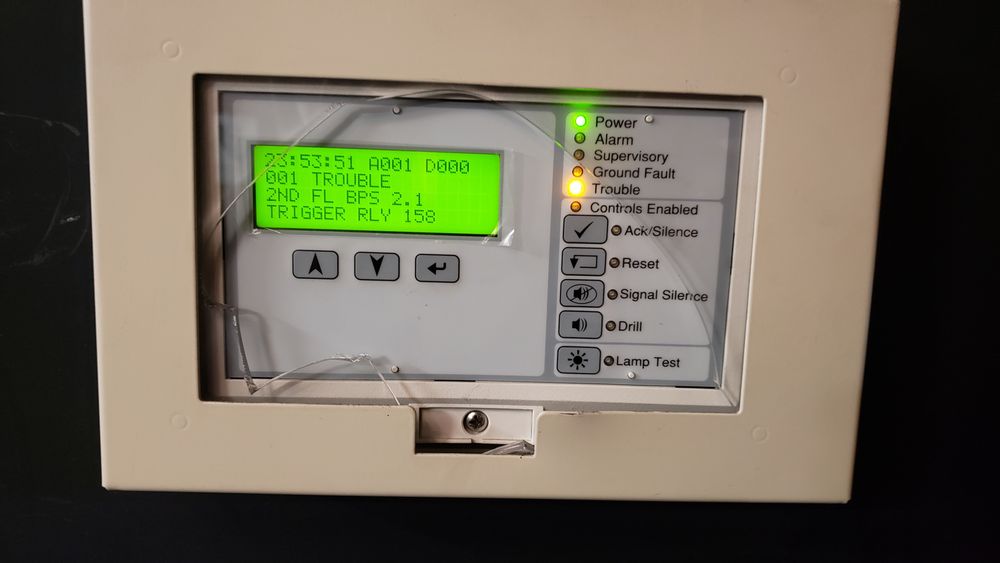 23:53:51 A001 D000
001 TROUBLE
2ND FL BPS 2.1
TRIGGER RLY 158
Power
Alarm
Supervisory
Ground Fault
Trouble
Controls Enabled
Ack/Silence
Reset
Signal Silence
Drill
Lamp Test